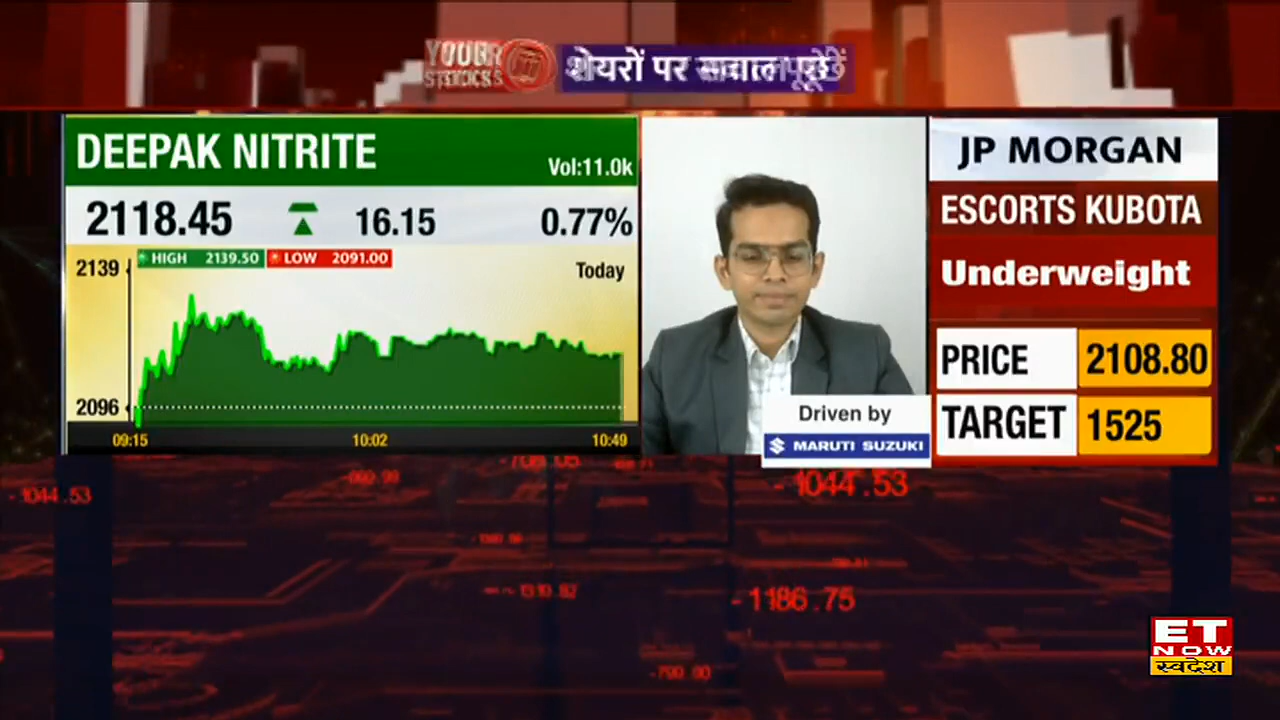 YOUR STOCKS
शेयरों पर
DEEPAK NITRITE
Vol:11.0k
2118.45 16.15 0.77%
HIGH 2139.50 LOW 2091.00
2139
Today
2096
09:15 10:02 10:49
Driven by
MARUTI SUZUKI
JP MORGAN
ESCORTS KUBOTA
Underweight
PRICE 2108.80
TARGET 1525
- 1044.53
- 1044.53
- 1186.75
ET
NOW
स्वदेश